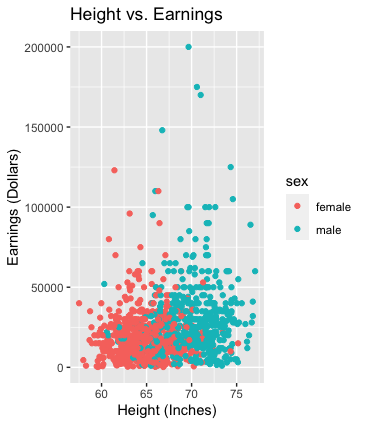 Height vs. Earnings
Earnings (Dollars)
200000
150000
100000
50000
0
60 65 70 75
Height (Inches)
sex
female
male